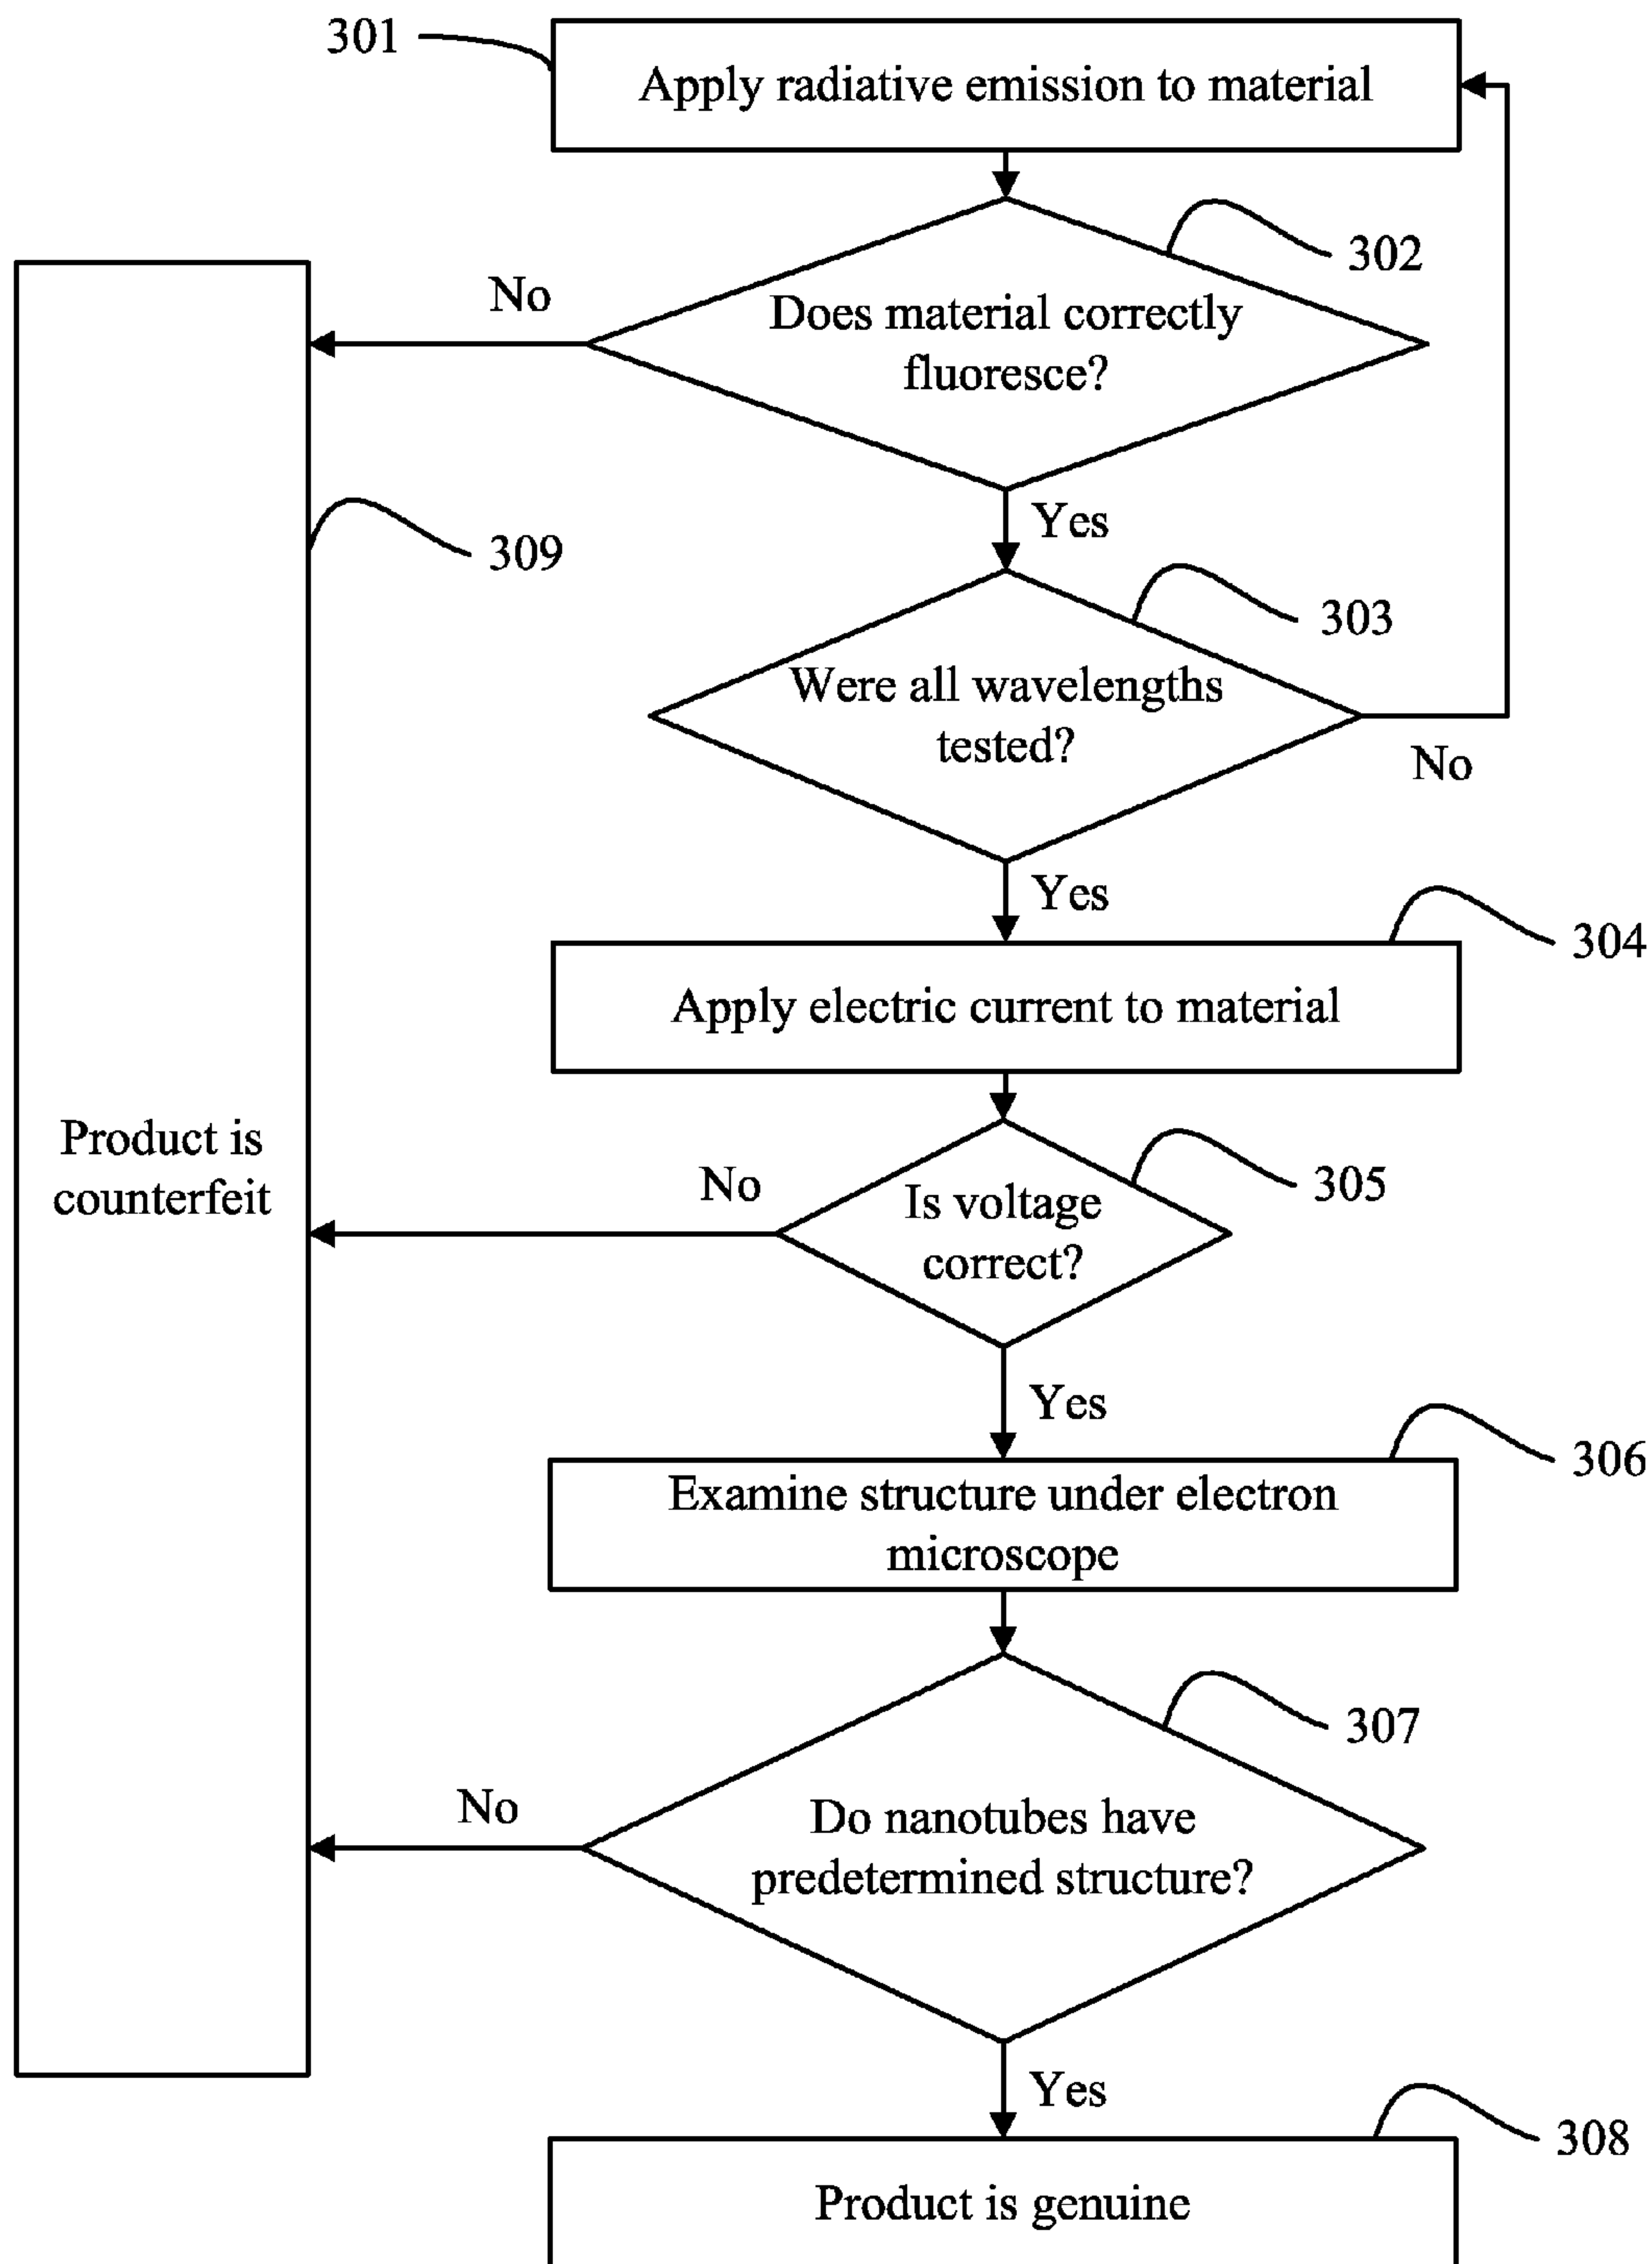 301
Apply radiative emission to material
302
No
Does material correctly
fluoresce?
Yes
309
303
Were all wavelengths
tested?
No
Yes
304
Apply electric current to material
Product is
counterfeit
No
305
Is voltage
correct?
Yes
306
Examine structure under electron
microscope
307
No
Do nanotubes have
predetermined structure?
Yes
308
Product is genuine